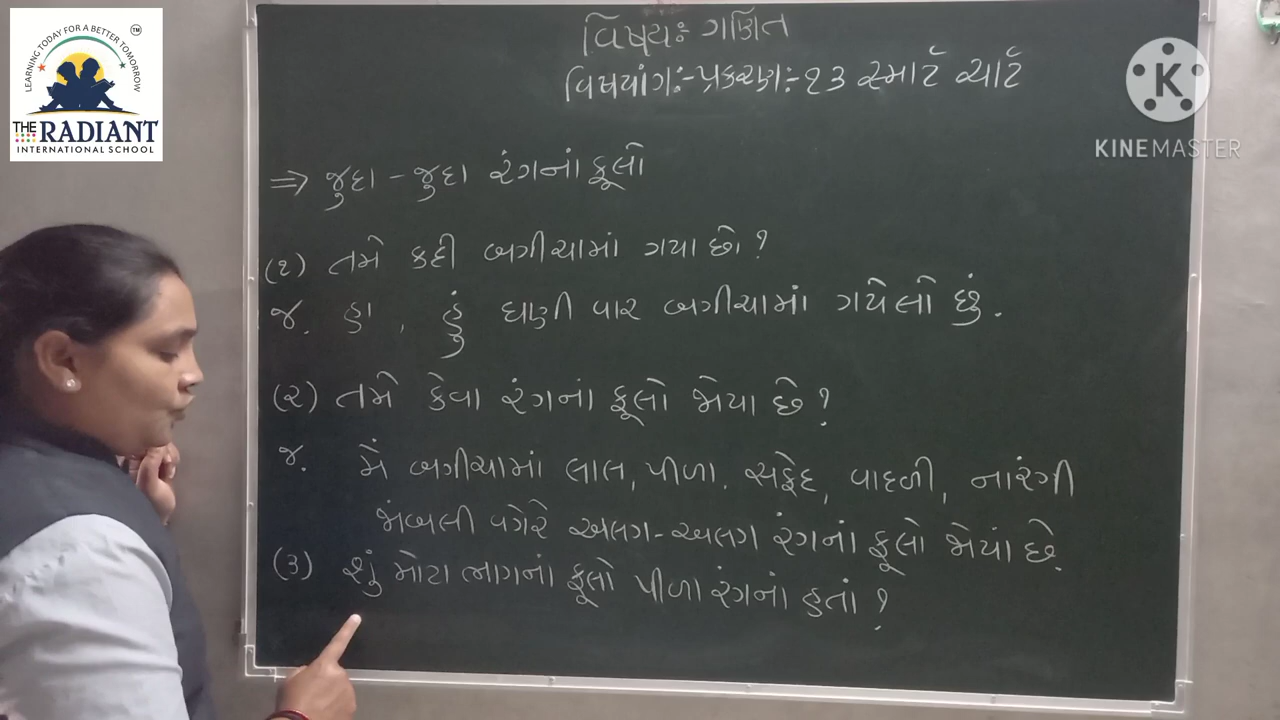 LEARNING TODAY FOR A BETTER TOMORROW
TM
THE RADIANT
INTERNATIONAL SCHOOL
K
KINEMASTER
વિષય: ગણિત
વિષયાંગ:- પ્રકરણ:- ૧૩ સ્માર્ટ ચાર્ટ
⇒ જુદા - જુદા રંગનાં ફૂલો
(૧) તમે કદી બગીચામાં ગયા છો ?
જ. હા , હું ઘણી વાર બગીચામાં ગયેલો છું.
(૨) તમે કેવા રંગનાં ફૂલો જોયા છે ?
જ. મેં બગીચામાં લાલ, પીળા. સફેદ, વાદળી, નારંગી
જાંબલી વગેરે અલગ-અલગ રંગનાં ફૂલો જોયાં છે.
(૩) શું મોટા ભાગનાં ફૂલો પીળા રંગનાં હતાં ?